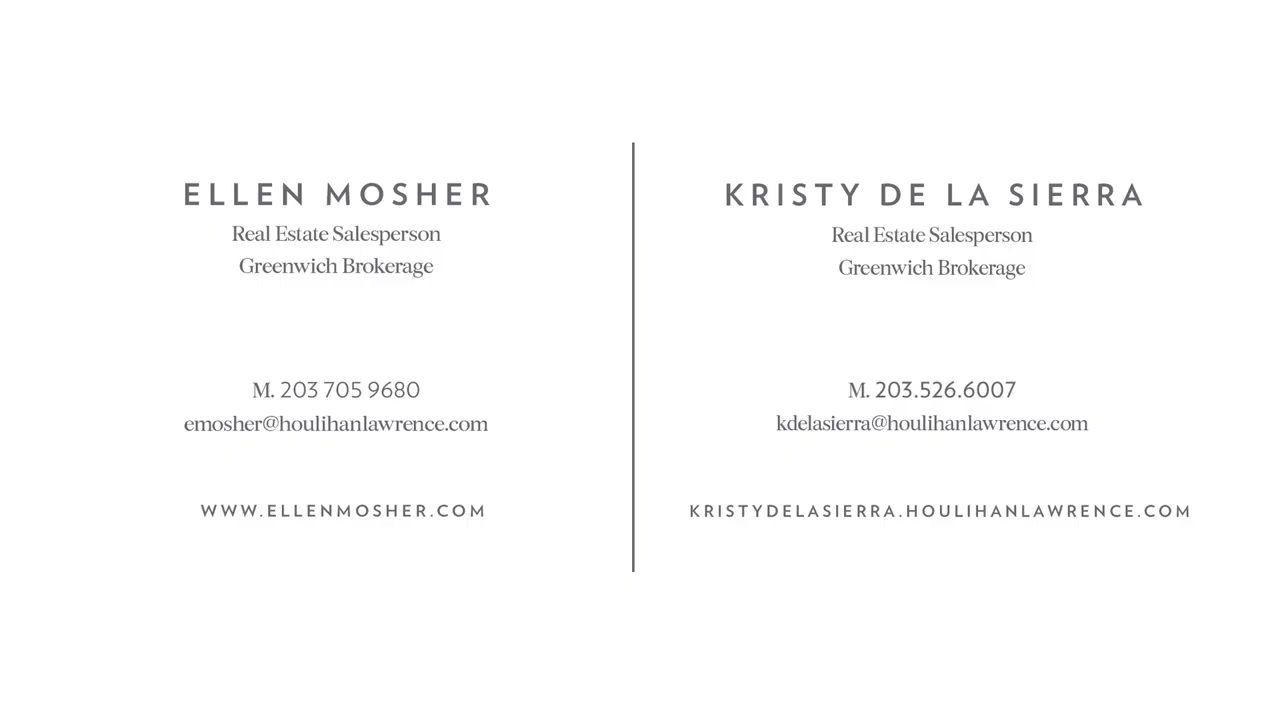 ELLEN MOSHER
Real Estate Salesperson
Greenwich Brokerage
M. 203 705 9680
emosher@houlihanlawrence.com
WWW.ELLENMOSHER.COM
KRISTY DE LA SIERRA
Real Estate Salesperson
Greenwich Brokerage
M. 203.526.6007
kdelasierra@houlihanlawrence.com
KRISTYDELASIERRA.HOULIHANLAWRENCE.COM